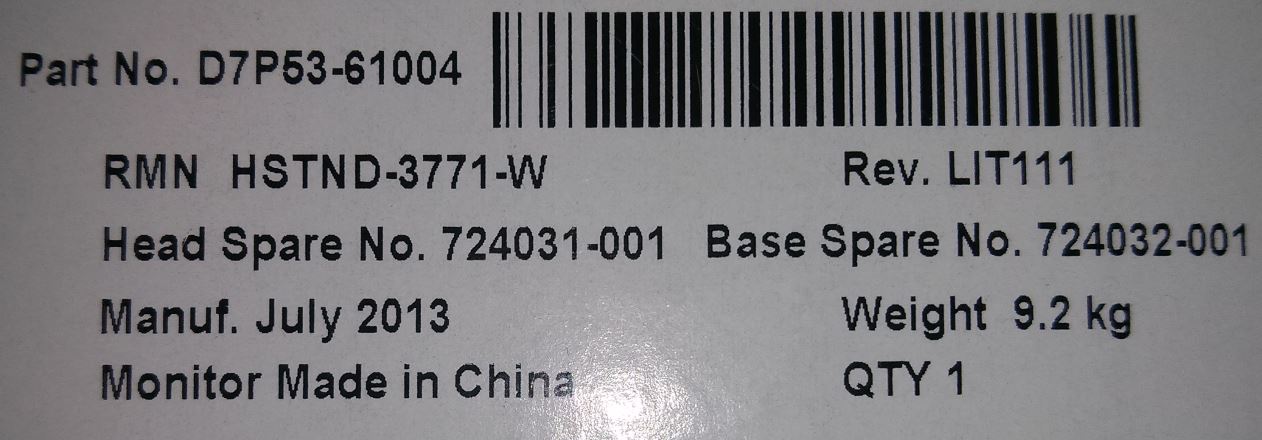 Part No. D7P53-61004
RMN HSTND-3771-W Rev. LIT111
Head Spare No. 724031-001 Base Spare No. 724032-001
Manuf. July 2013 Weight 9.2 kg
Monitor Made in China QTY 1